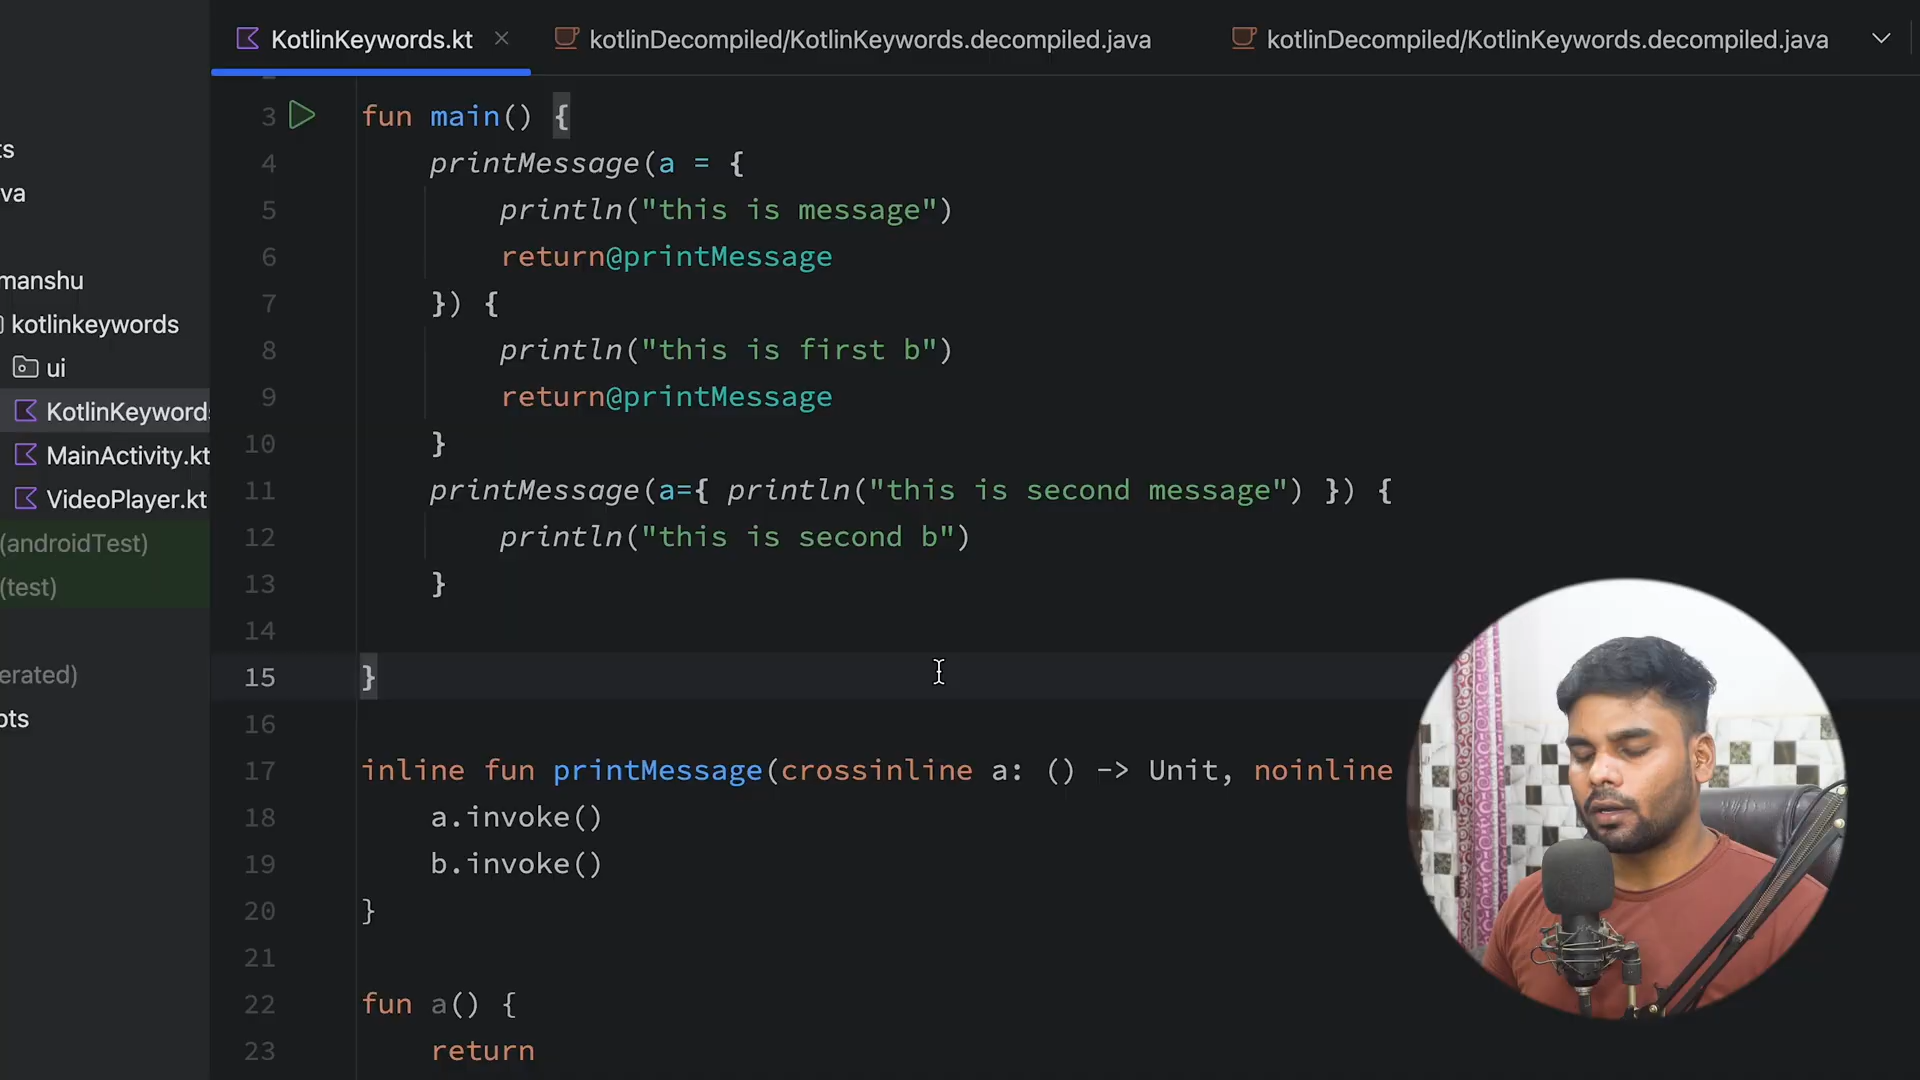 KotlinKeywords.kt
kotlinDecompiled/KotlinKeywords.decompiled.java
kotlinDecompiled/KotlinKeywords.decompiled.java
ts
va
manshu
kotlinkeywords
ui
KotlinKeywords
MainActivity.kt
VideoPlayer.kt
(androidTest)
(test)
erated)
pts
3 fun main() {
4 printMessage(a = {
5 println("this is message")
6 return@printMessage
7 }) {
8 println("this is first b")
9 return@printMessage
10 }
11 printMessage(a={ println("this is second message") }) {
12 println("this is second b")
13 }
14
15 }
16
17 inline fun printMessage(crossinline a: () -> Unit, noinline
18 a.invoke()
19 b.invoke()
20 }
21
22 fun a() {
23 return